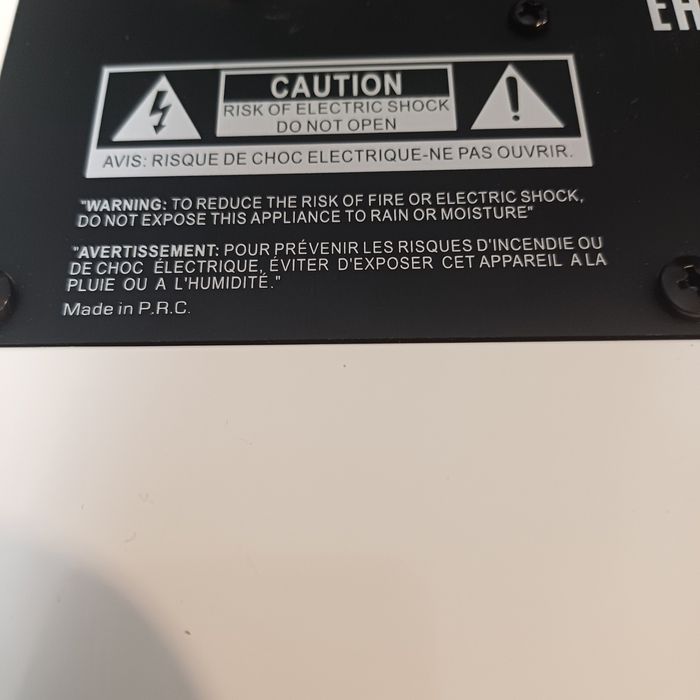 CAUTION
RISK OF ELECTRIC SHOCK
DO NOT OPEN
AVIS: RISQUE DE CHOC ELECTRIQUE-NE PAS OUVRIR.
"WARNING: TO REDUCE THE RISK OF FIRE OR ELECTRIC SHOCK,
DO NOT EXPOSE THIS APPLIANCE TO RAIN OR MOISTURE"
"AVERTISSEMENT: POUR PRÉVENIR LES RISQUES D'INCENDIE OU
DE CHOC ÉLECTRIQUE, ÉVITER D'EXPOSER CET APPAREIL A LA
PLUIE OU A L'HUMIDITÉ."
Made in P.R.C.